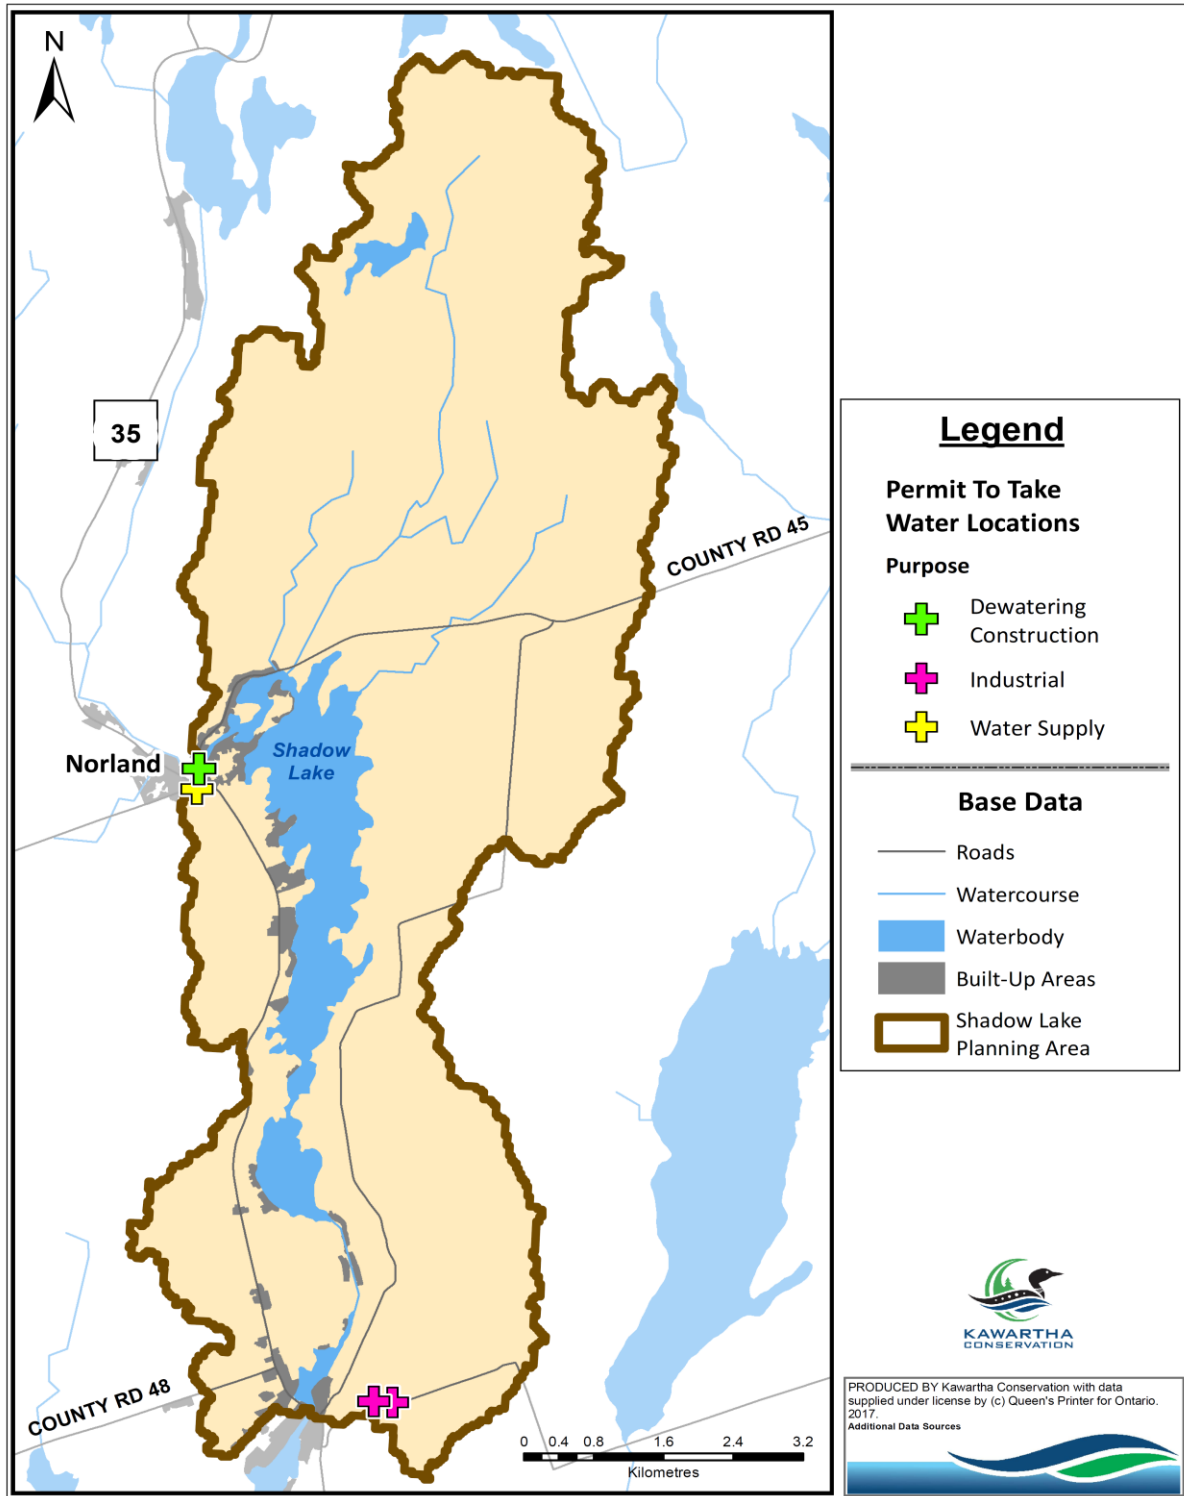 N
35
COUNTY RD 45
Norland
Shadow
Lake
COUNTY RD 48
0 0.4 0.8 1.6 2.4 3.2
Kilometres
Legend
Permit To Take
Water Locations
Purpose
Dewatering
Construction
Industrial
Water Supply
Base Data
Roads
Watercourse
Waterbody
Built-Up Areas
Shadow Lake
Planning Area
KAWARTHA
CONSERVATION
PRODUCED BY Kawartha Conservation with data
supplied under license by (c) Queen's Printer for Ontario.
2017.
Additional Data Sources